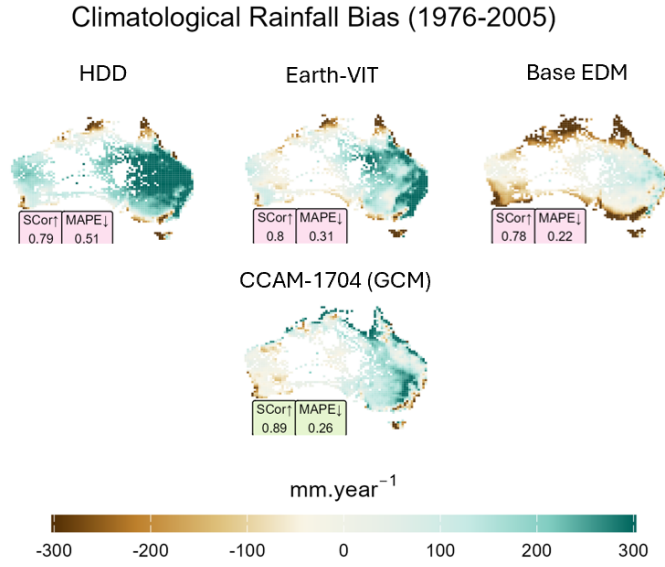 Climatological Rainfall Bias (1976-2005)
HDD
Earth-VIT
Base EDM
SCor↑ MAPE↓
0.79 0.51
SCor↑ MAPE↓
0.8 0.31
SCor↑ MAPE↓
0.78 0.22
CCAM-1704 (GCM)
SCor↑ MAPE↓
0.89 0.26
mm.year⁻¹
-300 -200 -100 0 100 200 300